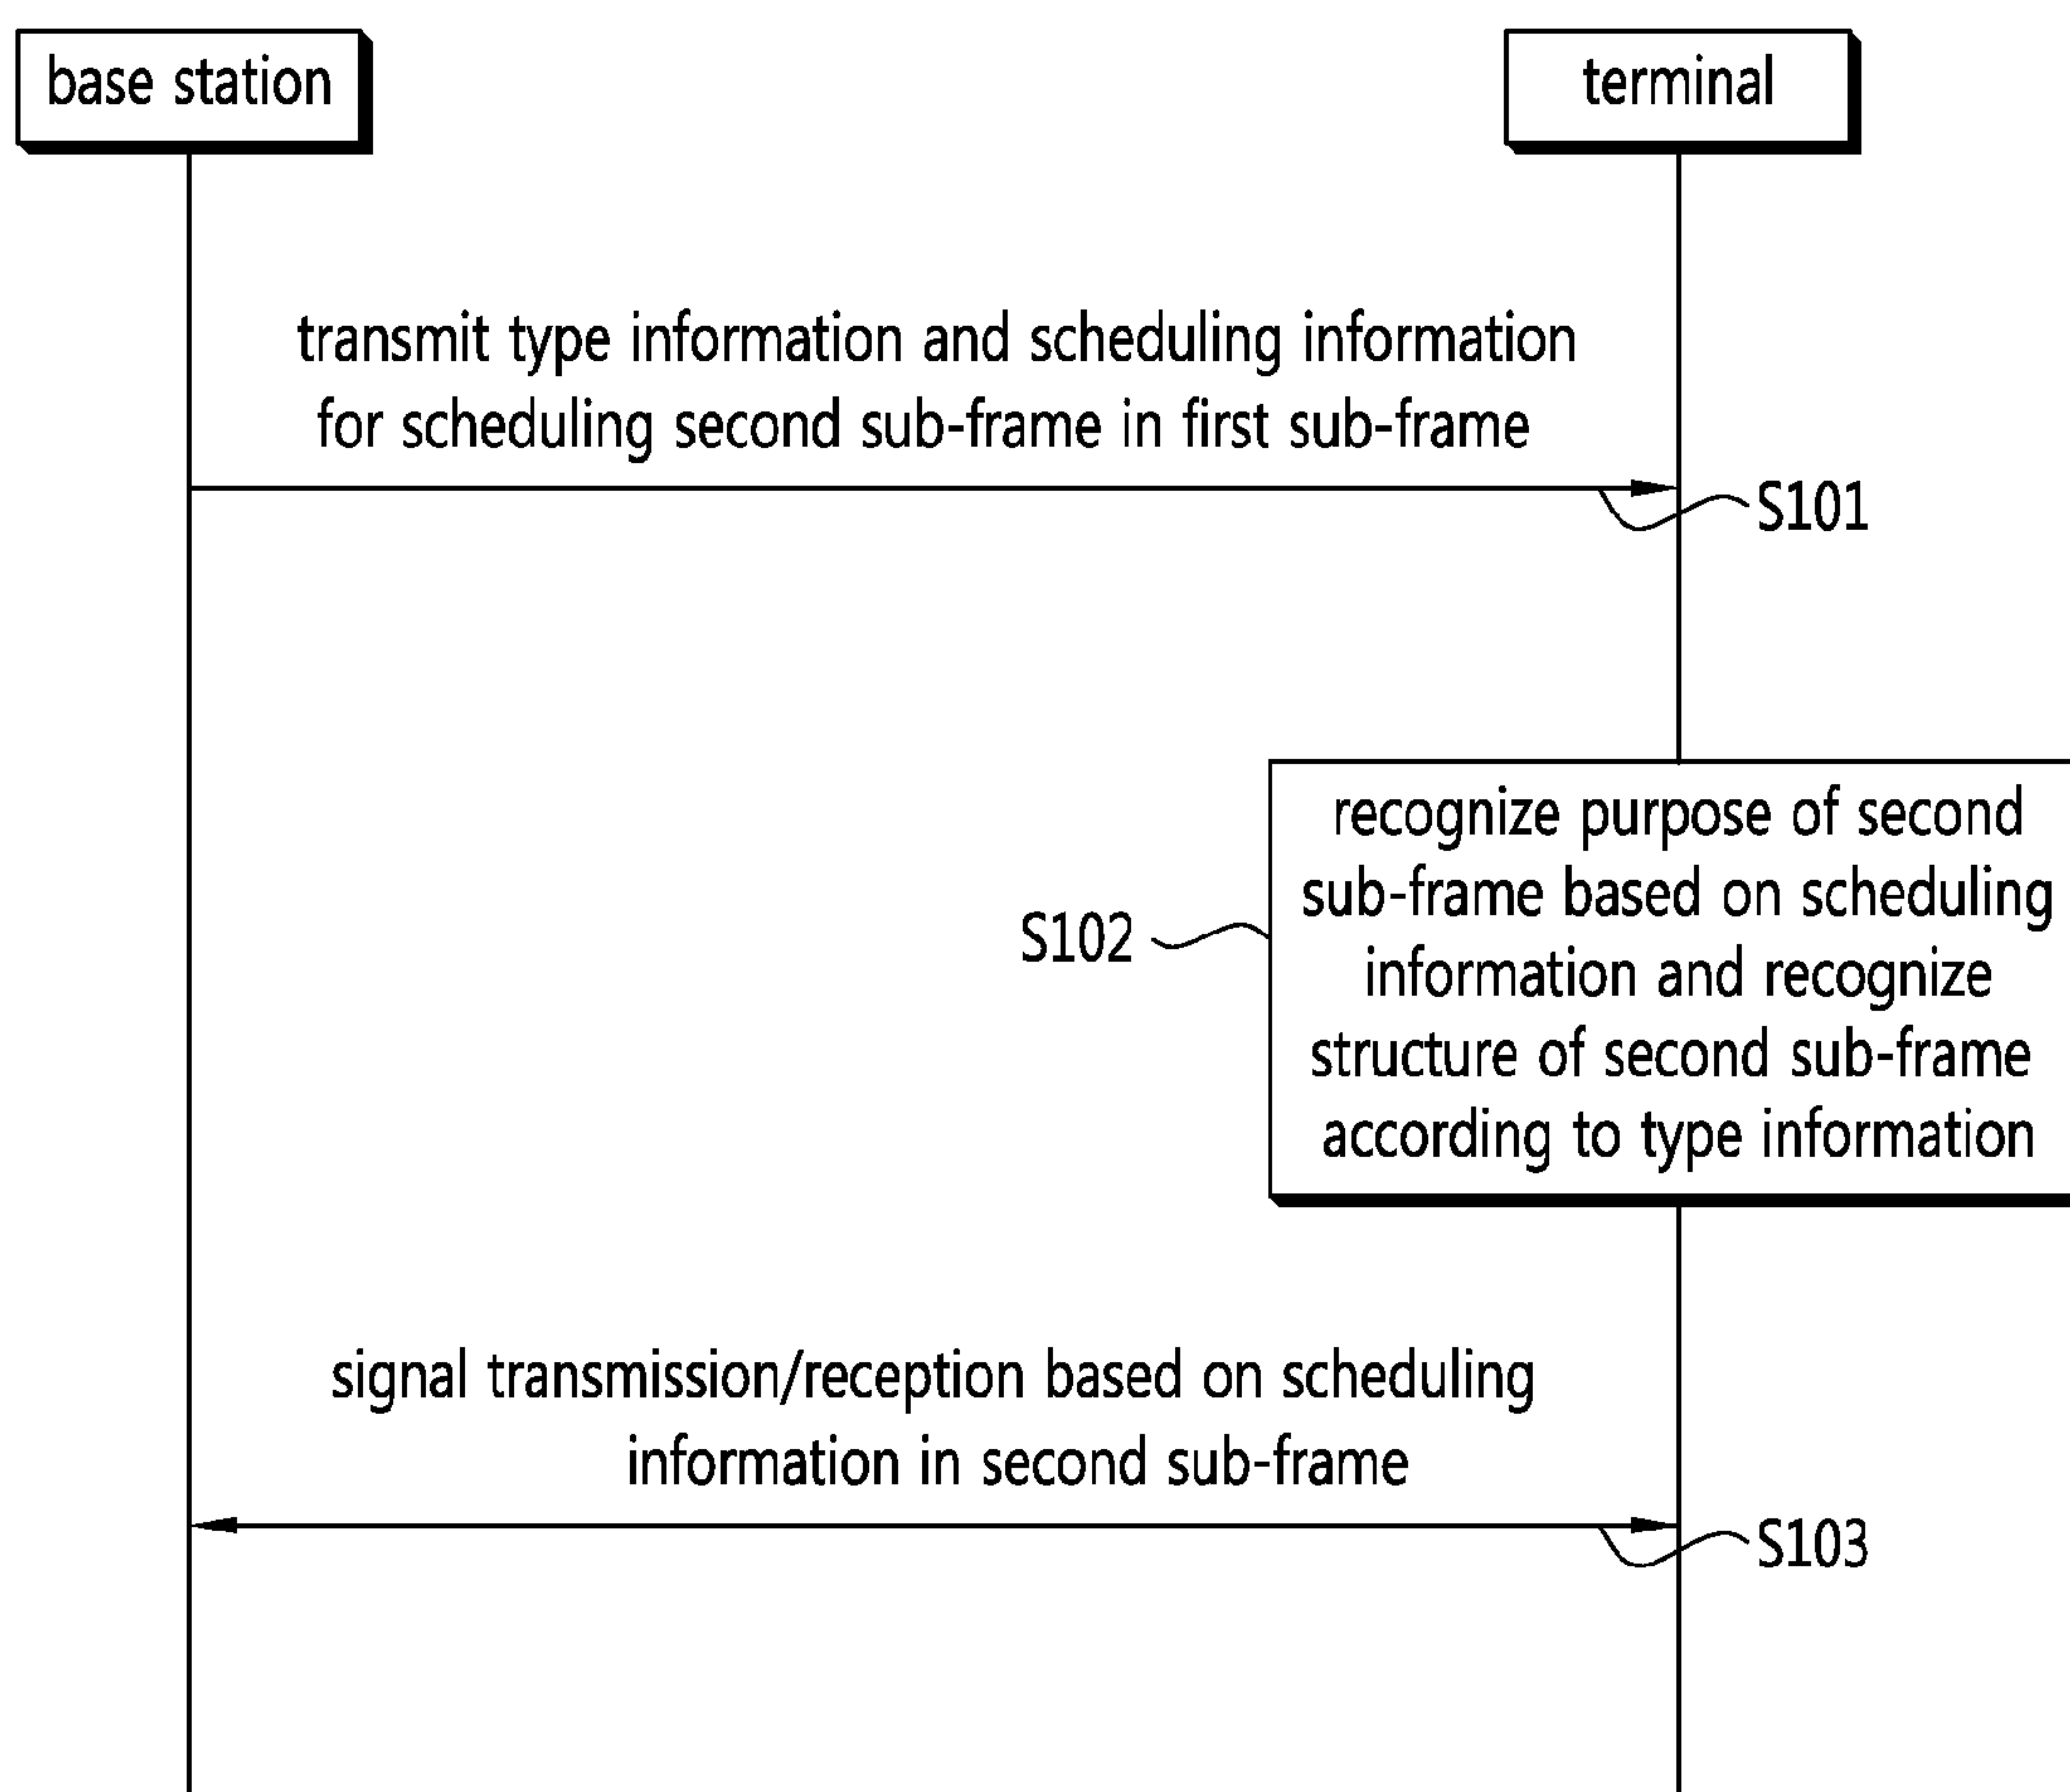 base station
terminal
transmit type information and scheduling information
for scheduling second sub-frame in first sub-frame
S101
recognize purpose of second
sub-frame based on scheduling
information and recognize
structure of second sub-frame
according to type information
S102
signal transmission/reception based on scheduling
information in second sub-frame
S103